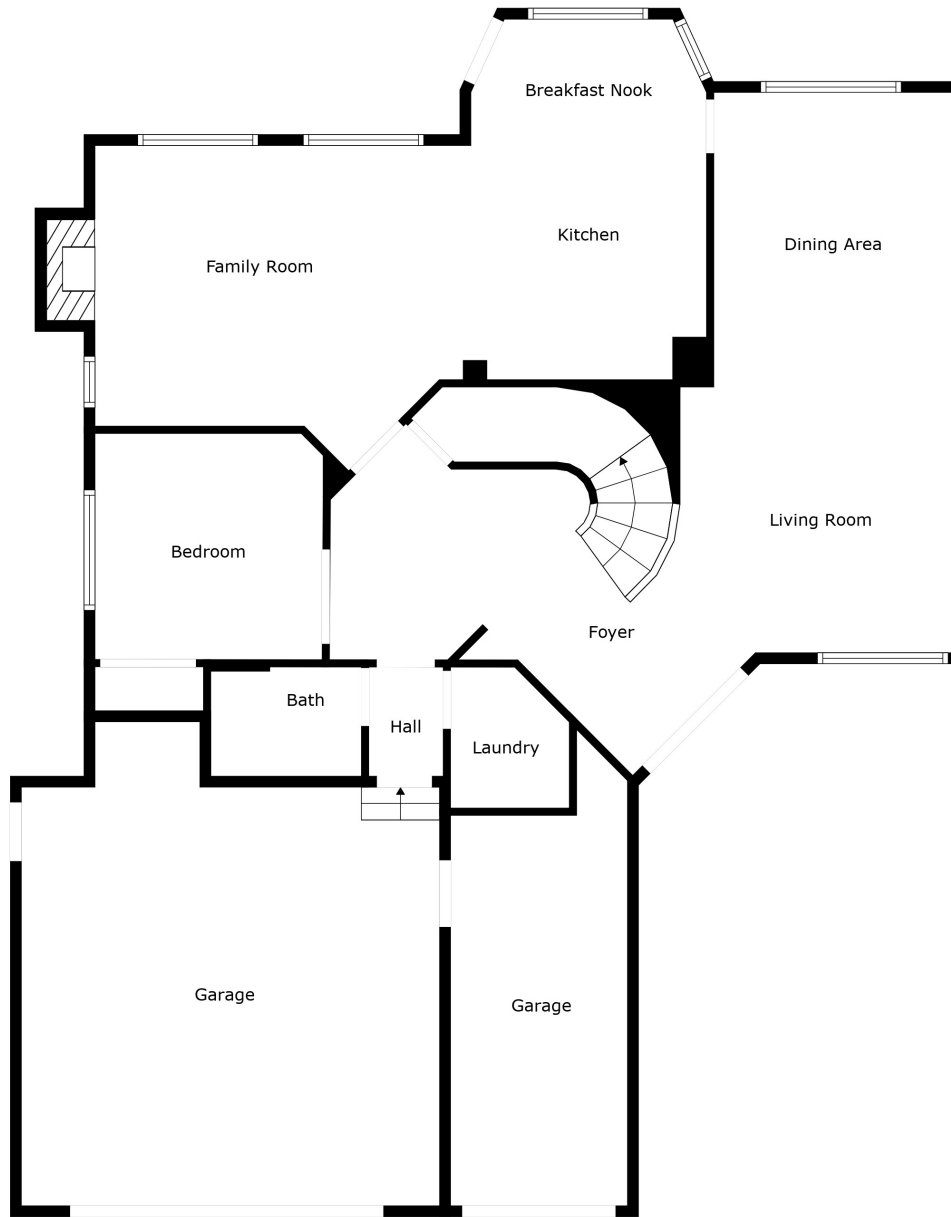 Breakfast Nook
Kitchen
Dining Area
Family Room
Living Room
Bedroom
Foyer
Bath
Hall
Laundry
Garage
Garage